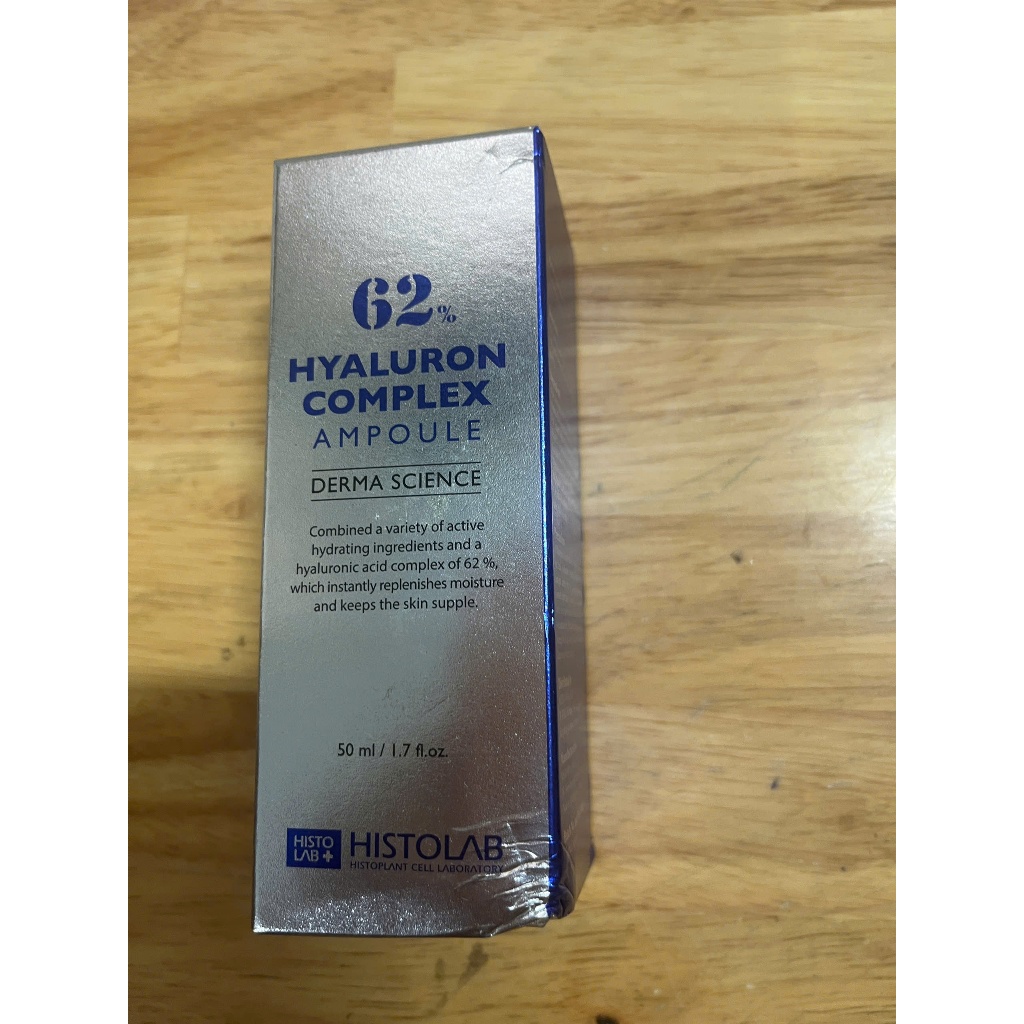 62%
HYALURON
COMPLEX
AMPOULE
DERMA SCIENCE
Combined a variety of active
hydrating ingredients and a
hyaluronic acid complex of 62 %,
which instantly replenishes moisture
and keeps the skin supple.
50 ml / 1.7 fl.oz.
HISTO
LAB+
HISTOLAB
HISTOPLANT CELL LABORATORY